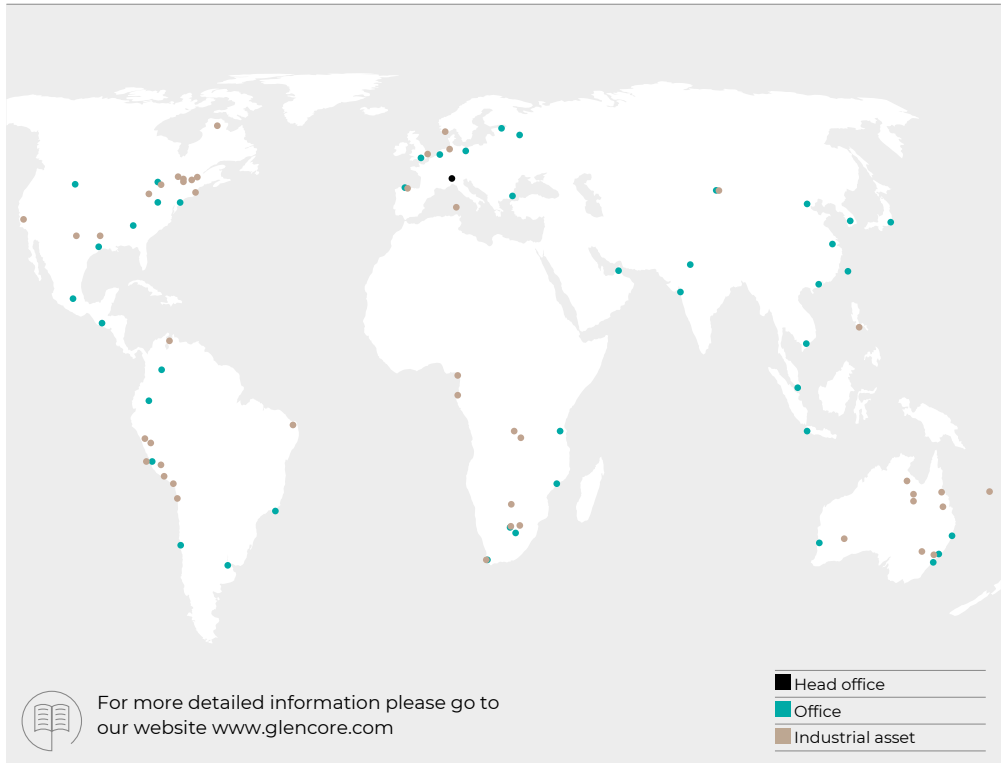 For more detailed information please go to
our website www.glencore.com
Head office
Office
Industrial asset